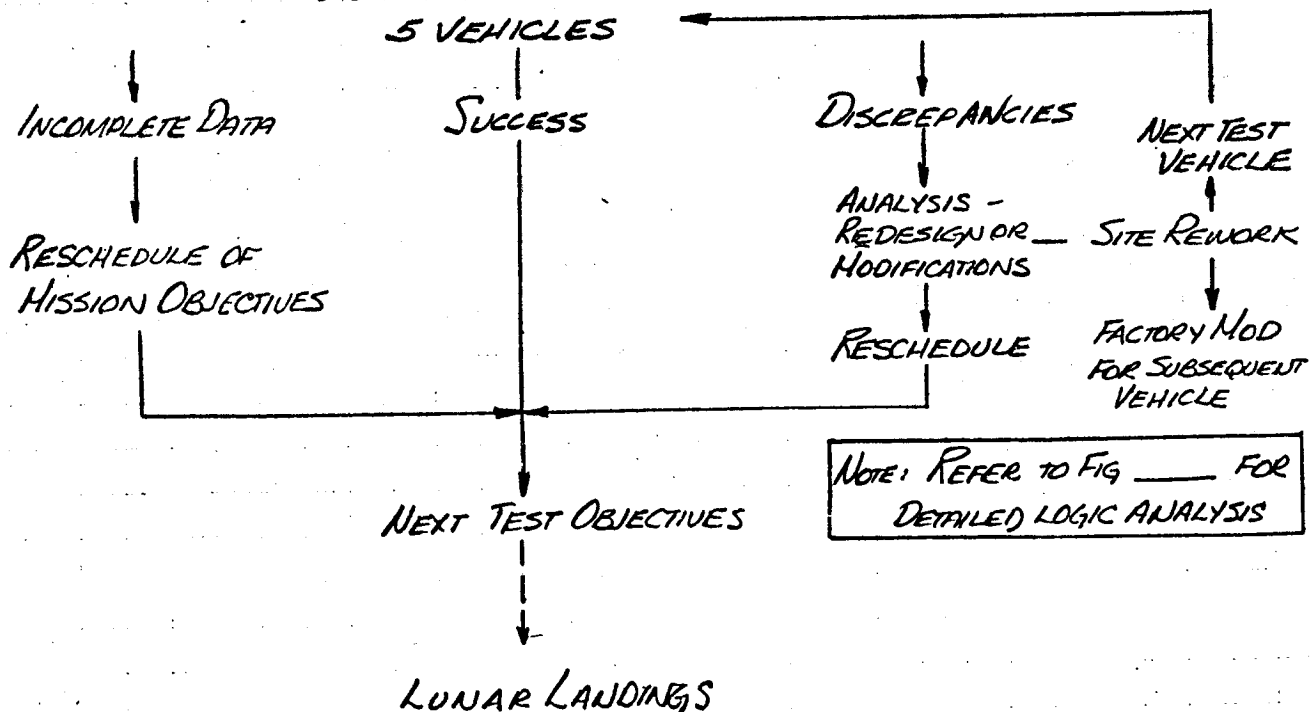 5 VEHICLES
INCOMPLETE DATA
SUCCESS
DISCREPANCIES
NEXT TEST
VEHICLE
RESCHEDULE OF
MISSION OBJECTIVES
ANALYSIS -
REDESIGN OR
MODIFICATIONS
SITE REWORK
RESCHEDULE
FACTORY MOD
FOR SUBSEQUENT
VEHICLE
NOTE: REFER TO FIG ____ FOR
DETAILED LOGIC ANALYSIS
NEXT TEST OBJECTIVES
LUNAR LANDINGS